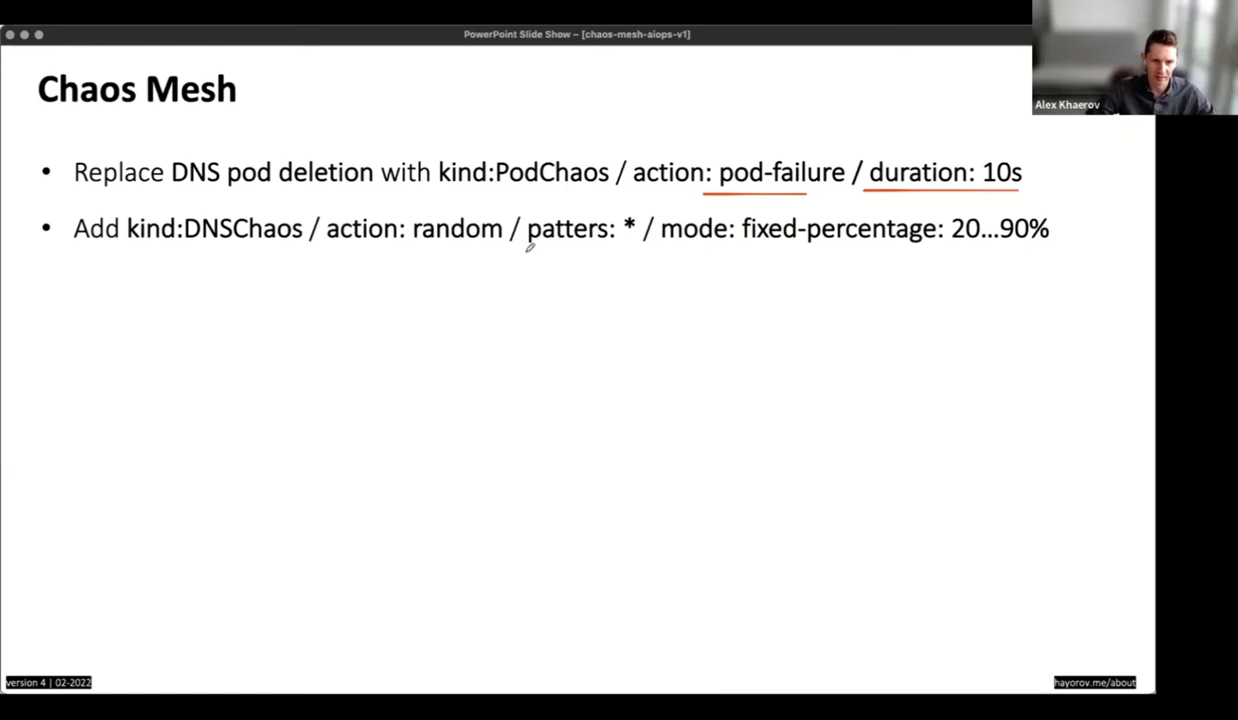 PowerPoint Slide Show – [chaos-mesh-aiops-v1]
Alex Khaerov
Chaos Mesh
• Replace DNS pod deletion with kind:PodChaos / action: pod-failure / duration: 10s
• Add kind:DNSChaos / action: random / patters: * / mode: fixed-percentage: 20...90%
version 4 | 02-2022
hayorov.me/about